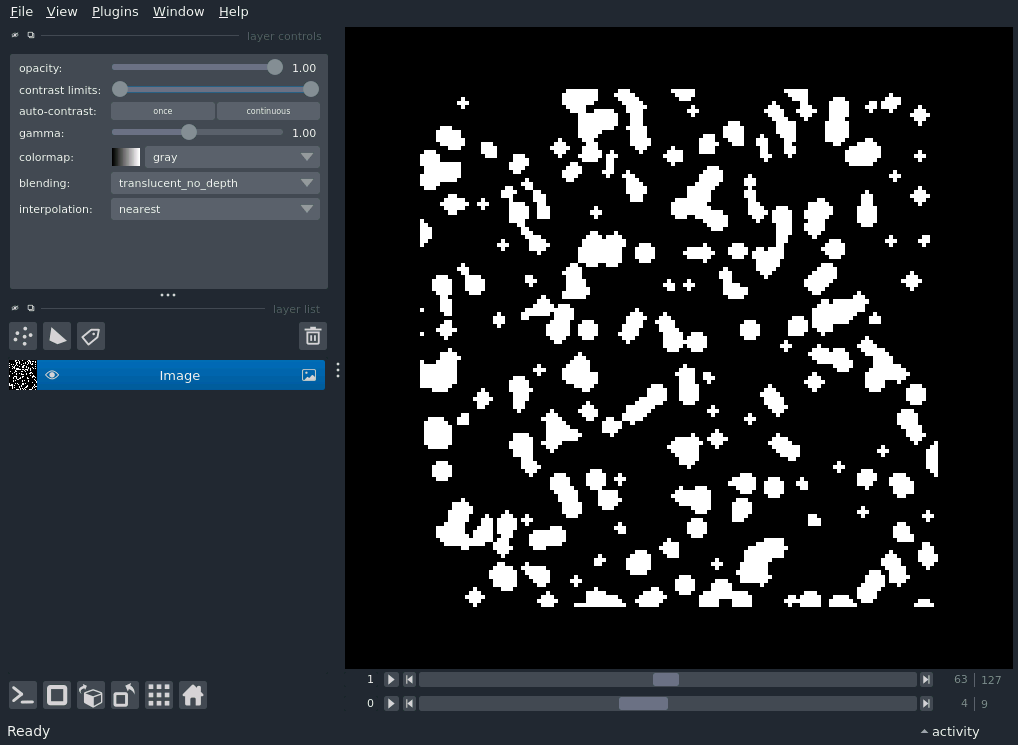 File View Plugins Window Help
layer controls
opacity: 1.00
contrast limits:
auto-contrast: once continuous
gamma: 1.00
colormap: gray
blending: translucent_no_depth
interpolation: nearest
layer list
Image
1 63 127
0 4 9
Ready activity